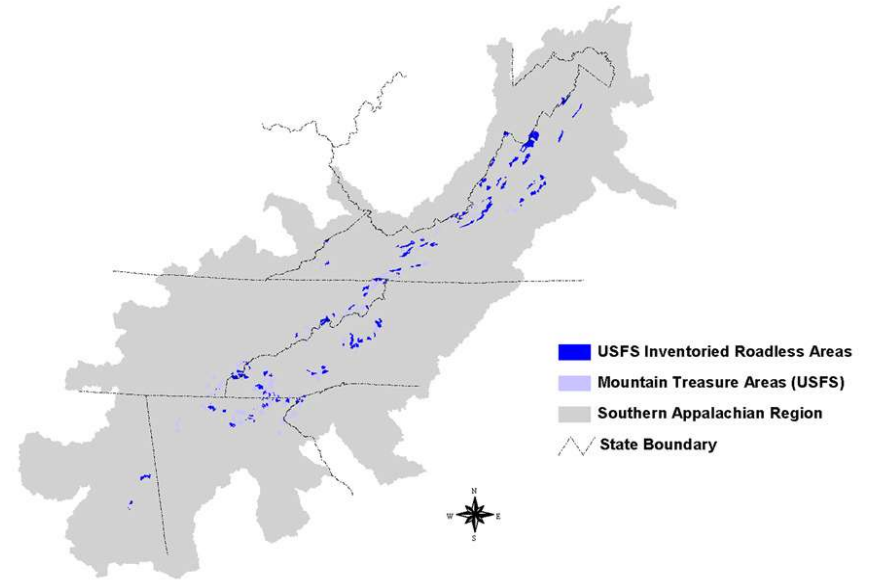 USFS Inventoried Roadless Areas
Mountain Treasure Areas (USFS)
Southern Appalachian Region
State Boundary
N
W E
S